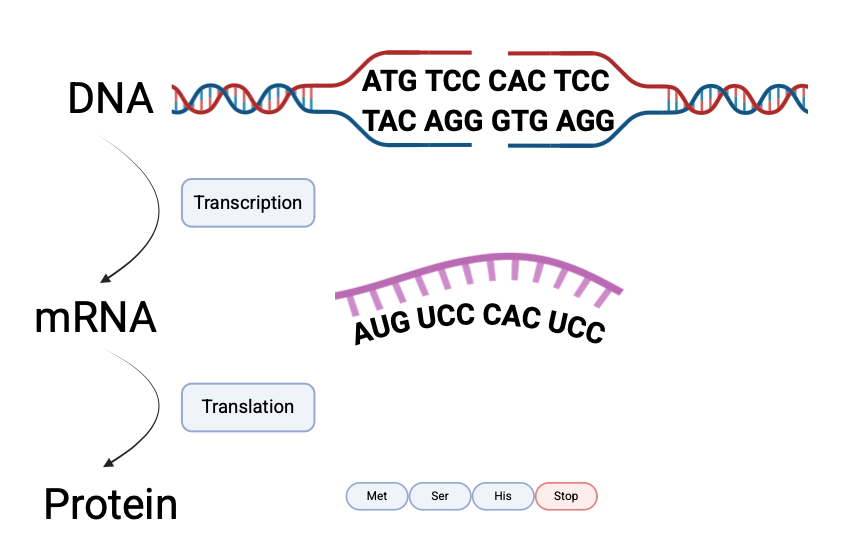 DNA
ATG TCC CAC TCC
TAC AGG GTG AGG
Transcription
mRNA
AUG UCC CAC UCC
Translation
Protein
Met Ser His Stop